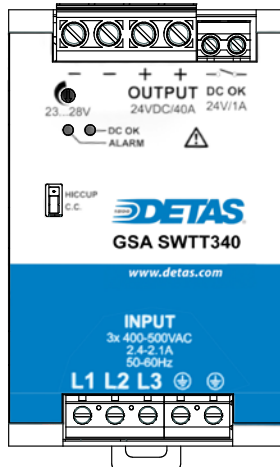 − − + +
23...28V
OUTPUT
24VDC/40A
DC OK
24V/1A
DC OK
ALARM
HICCUP
C.C.
DETAS
GSA SWTT340
www.detas.com
INPUT
3x 400-500VAC
2.4-2.1A
50-60Hz
L1 L2 L3